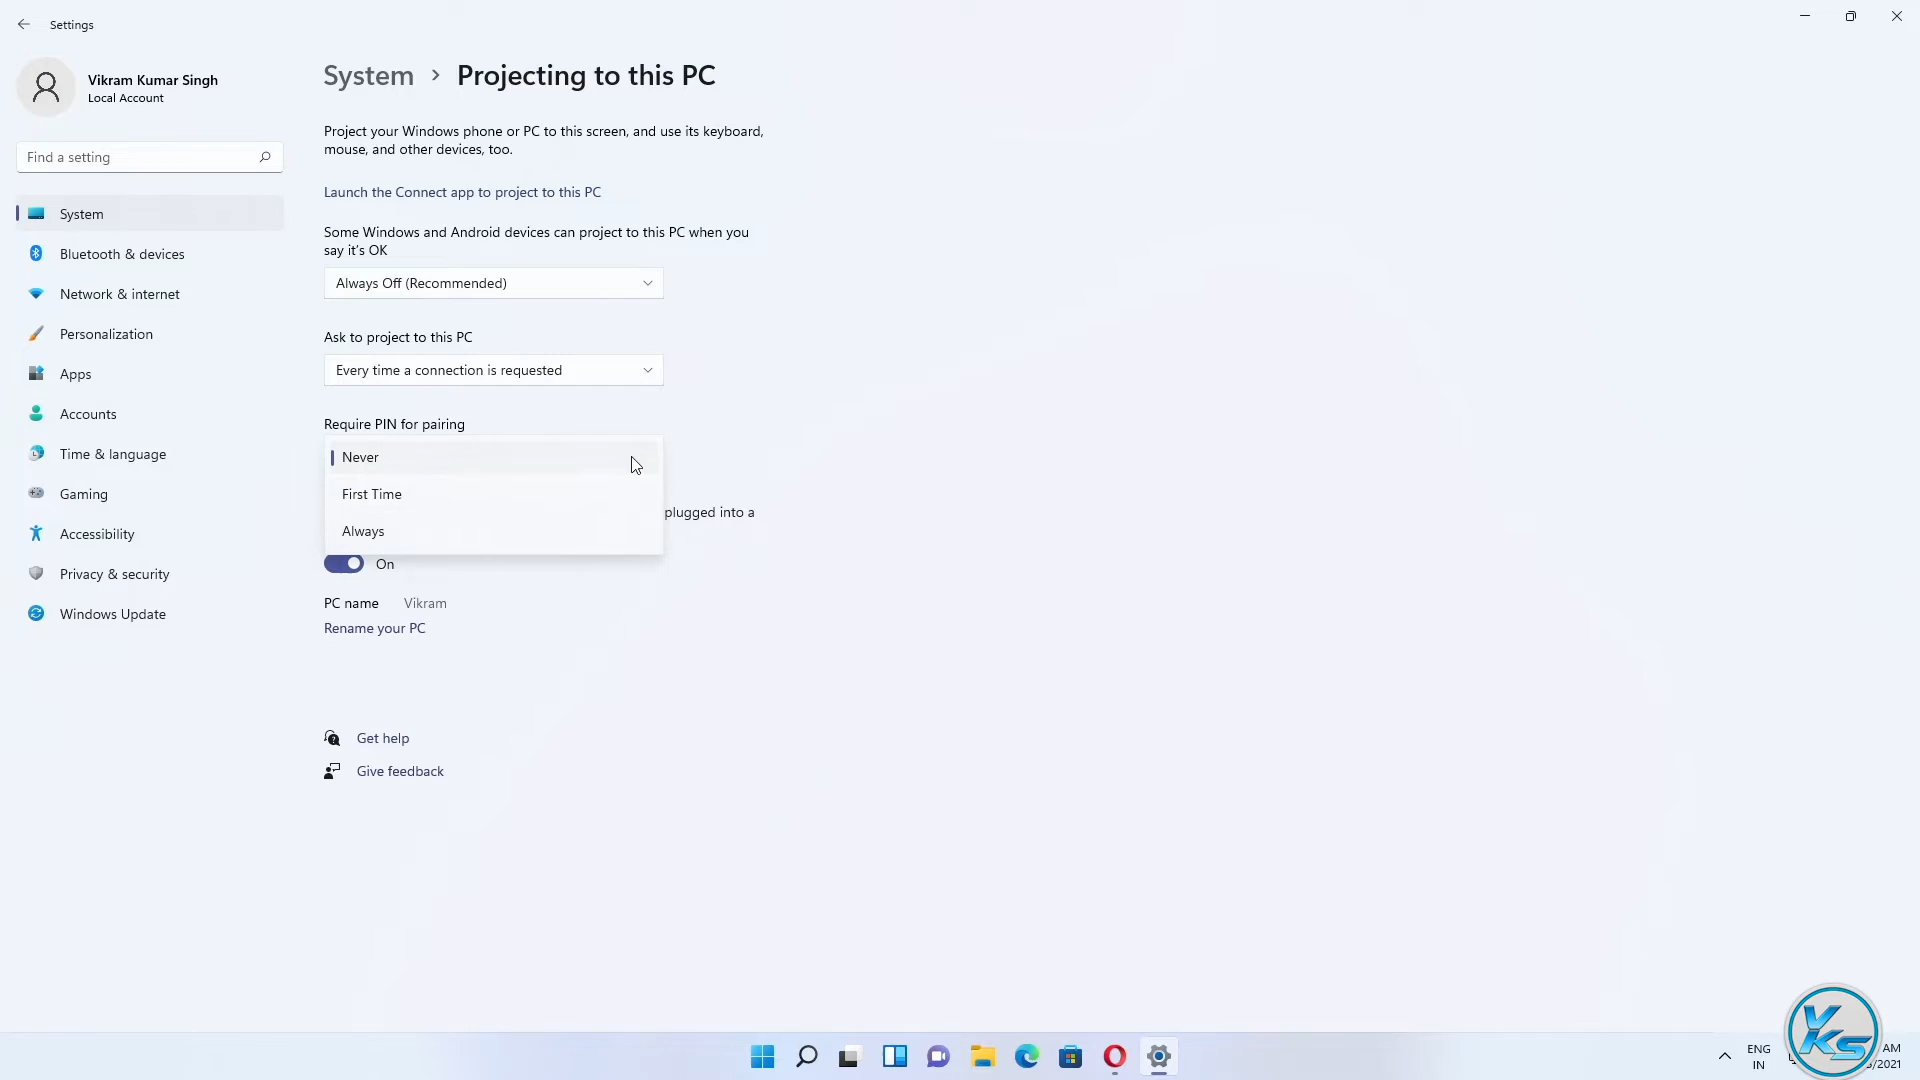 Settings
Vikram Kumar Singh
Local Account
Find a setting
System
Bluetooth & devices
Network & internet
Personalization
Apps
Accounts
Time & language
Gaming
Accessibility
Privacy & security
Windows Update
System > Projecting to this PC
Project your Windows phone or PC to this screen, and use its keyboard,
mouse, and other devices, too.
Launch the Connect app to project to this PC
Some Windows and Android devices can project to this PC when you
say it's OK
Always Off (Recommended)
Ask to project to this PC
Every time a connection is requested
Require PIN for pairing
Never
First Time
Always
plugged into a
On
PC name Vikram
Rename your PC
Get help
Give feedback
ENG
IN
AM
/2021
VKS